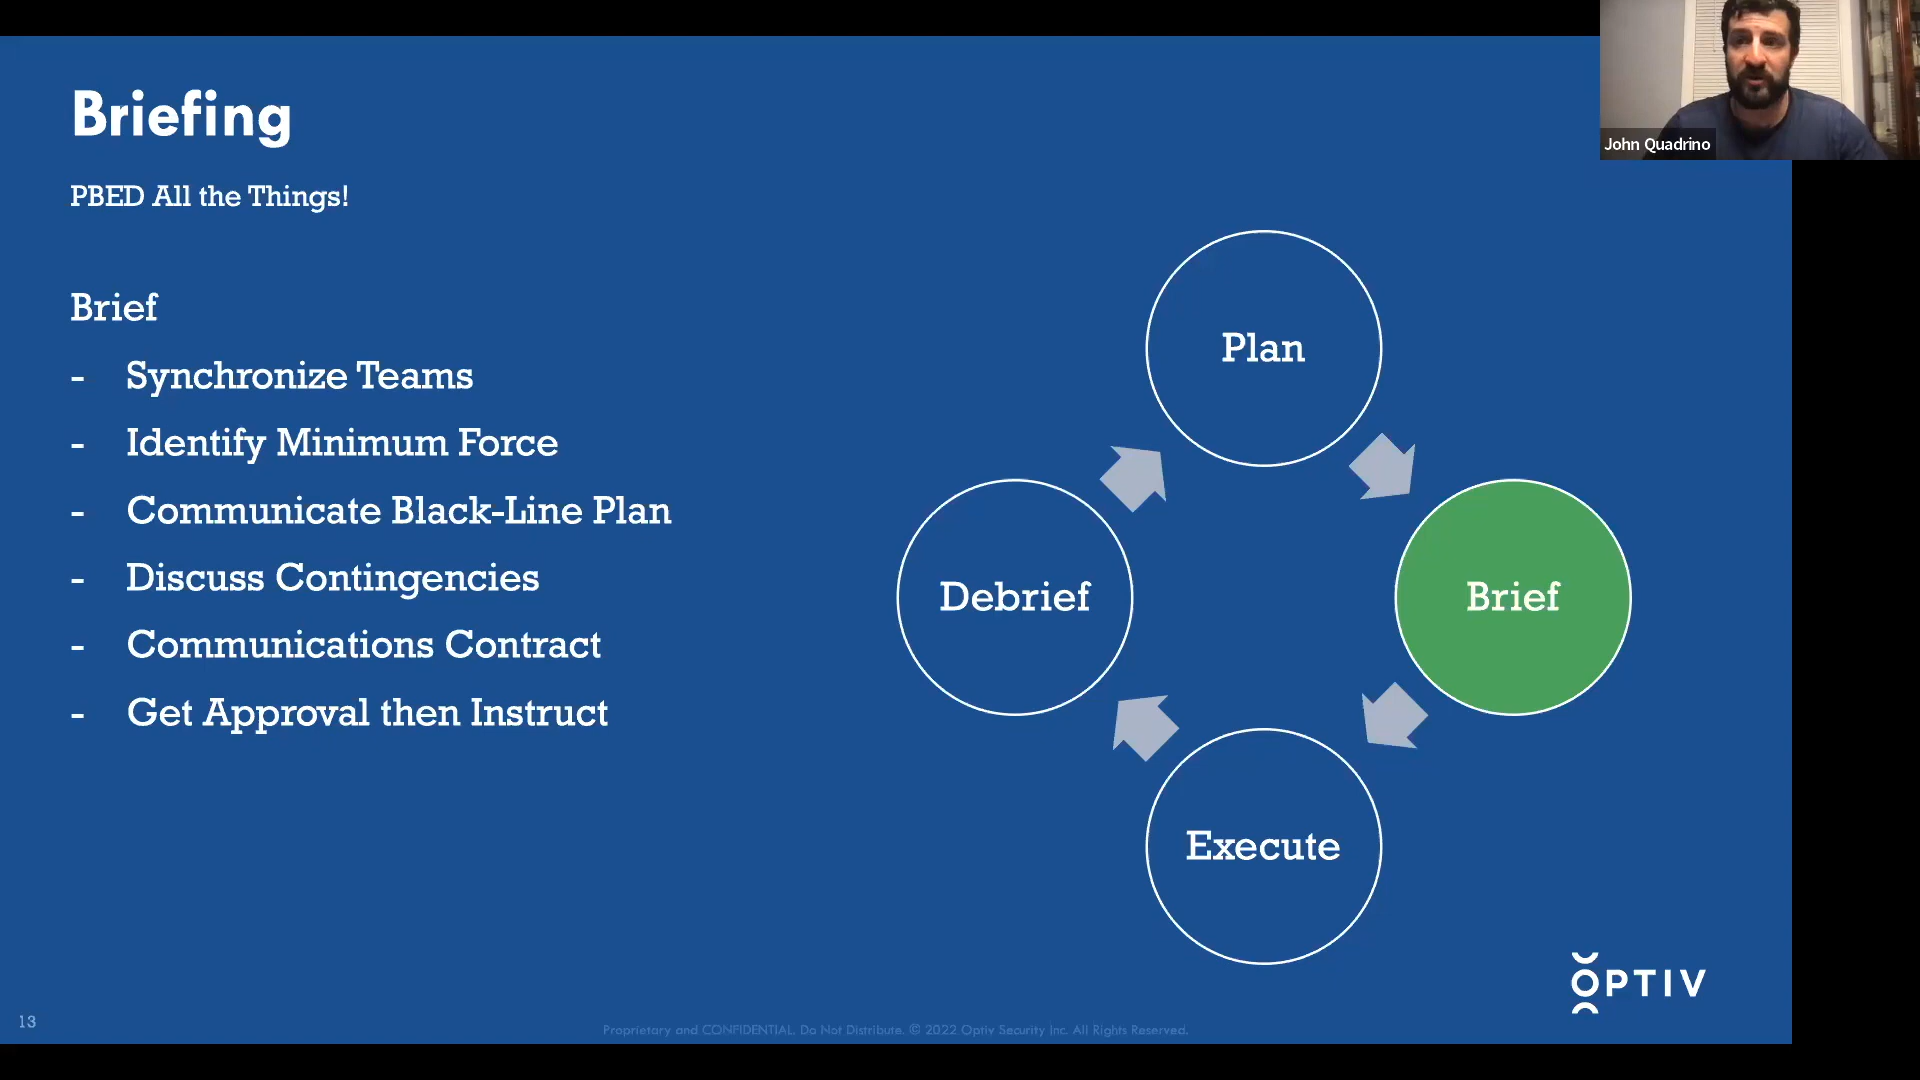 Briefing
John Quadrino
PBED All the Things!
Brief
- Synchronize Teams
- Identify Minimum Force
- Communicate Black-Line Plan
- Discuss Contingencies
- Communications Contract
- Get Approval then Instruct
Plan
Brief
Execute
Debrief
OPTIV
13
Proprietary and CONFIDENTIAL. Do Not Distribute. © 2022 Optiv Security Inc. All Rights Reserved.